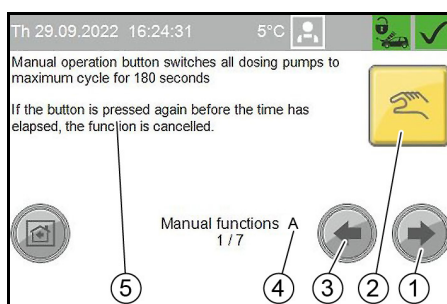 Th 29.09.2022 16:24:31 5°C
Manual operation button switches all dosing pumps to
maximum cycle for 180 seconds
If the button is pressed again before the time has
elapsed, the function is cancelled.
Manual functions A
1 / 7
5 4 3 2 1